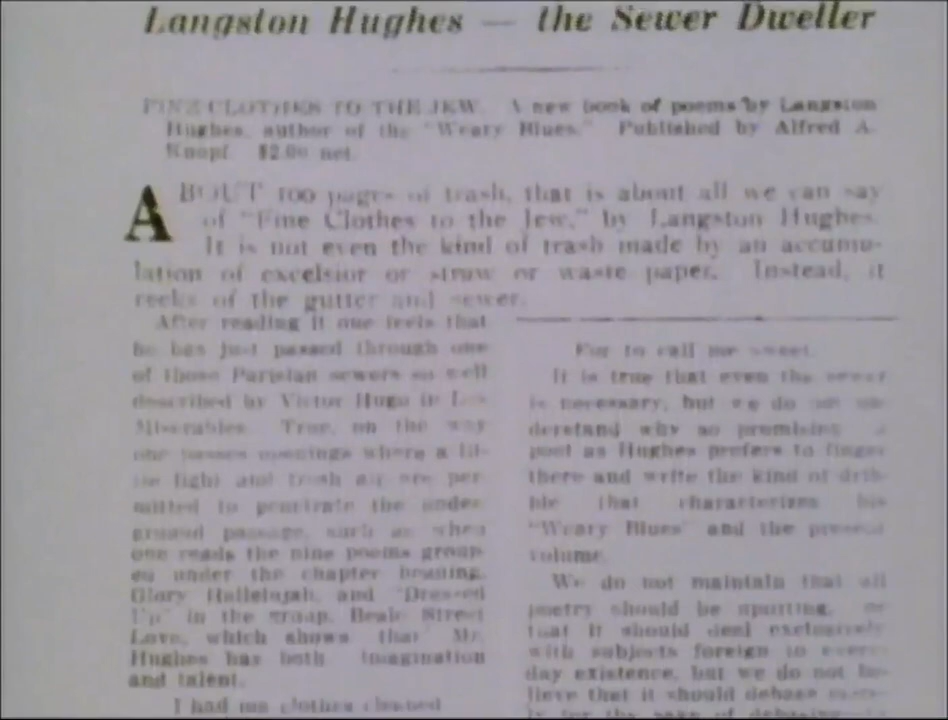 Langston Hughes — the Sewer Dweller
FINE CLOTHES TO THE JEW. A new book of poems by Langston
Hughes, author of the "Weary Blues." Published by Alfred A.
Knopf. $2.00 net.
ABOUT 100 pages of trash, that is about all we can say
of "Fine Clothes to the Jew," by Langston Hughes.
It is not even the kind of trash made by an accumu-
lation of excelsior or straw or waste paper. Instead, it
reeks of the gutter and sewer.
After reading it one feels that
he has just passed through one
of those Parisian sewers so well
described by Victor Hugo in Les
Miserables. True, on the way
one passes openings where a lit-
tle light and fresh air are per-
mitted to penetrate the under-
ground passage, such as when
one reads the nine poems group-
ed under the chapter heading,
Glory Hallelujah, and "Dressed
Up" in the group, Beale Street
Love, which shows that Mr.
Hughes has both imagination
and talent.
I had ma clothes cleaned
For to call me sweet.
It is true that even the sewer
is necessary, but we do not un-
derstand why so promising a
poet as Hughes prefers to linger
there and write the kind of drib-
ble that characterizes his
"Weary Blues" and the present
volume.
We do not maintain that all
poetry should be uplifting, or
that it should deal exclusively
with subjects foreign to every-
day existence, but we do not be-
lieve that it should debase
for the sake of debasing